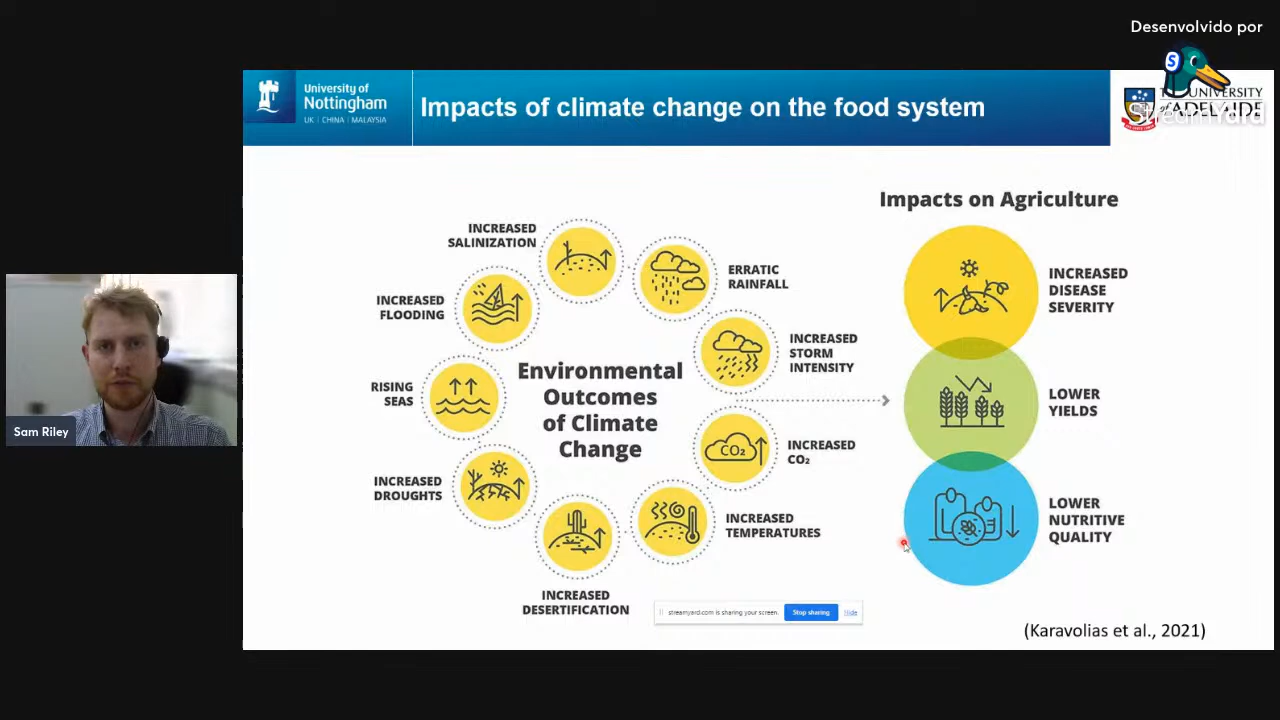 Desenvolvido por
S
StreamYard
University of
Nottingham
UK | CHINA | MALAYSIA
Impacts of climate change on the food system
UNIVERSITY
of ADELAIDE
Impacts on Agriculture
INCREASED
SALINIZATION
ERRATIC
RAINFALL
INCREASED
FLOODING
INCREASED
STORM
INTENSITY
RISING
SEAS
Environmental
Outcomes
of Climate
Change
INCREASED
CO₂
CO₂
INCREASED
DROUGHTS
INCREASED
TEMPERATURES
INCREASED
DESERTIFICATION
INCREASED
DISEASE
SEVERITY
LOWER
YIELDS
LOWER
NUTRITIVE
QUALITY
streamyard.com is sharing your screen.
Stop sharing
Hide
(Karavolias et al., 2021)
Sam Riley